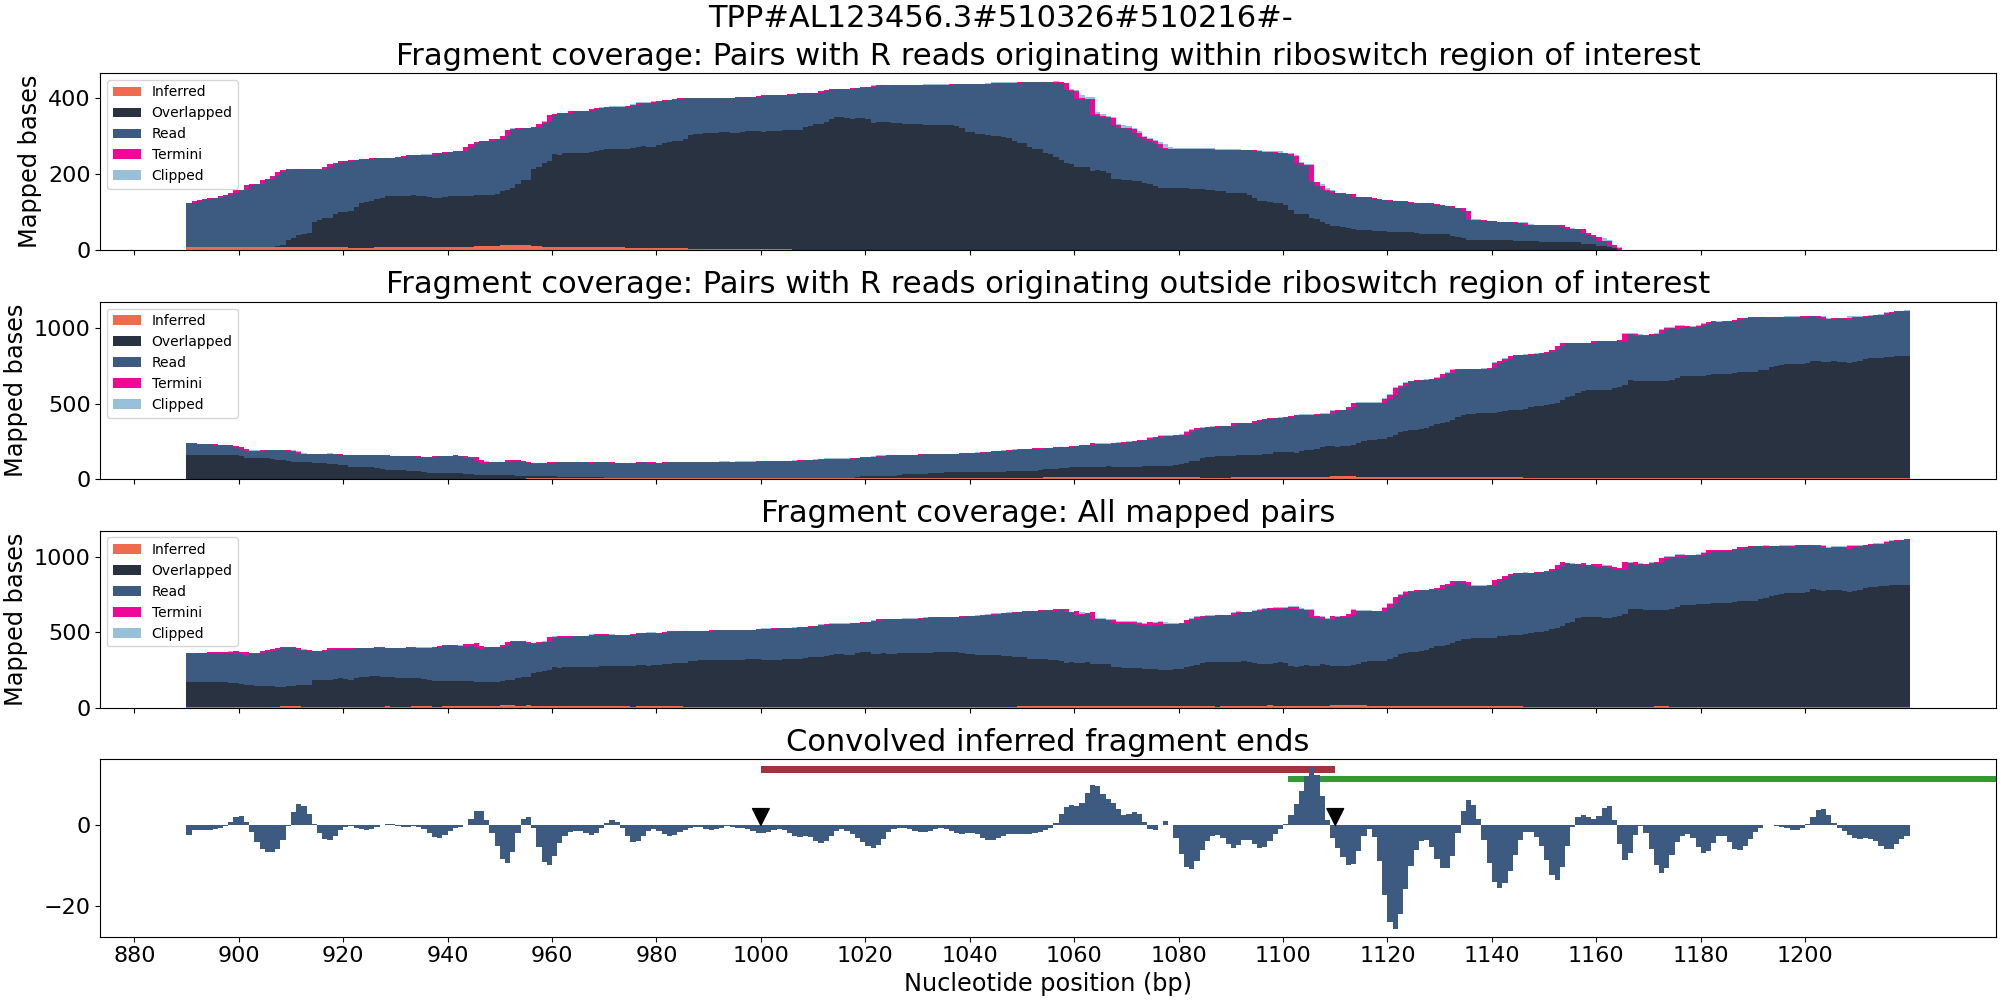 TPP#AL123456.3#510326#510216#-
Fragment coverage: Pairs with R reads originating within riboswitch region of interest
Mapped bases
400
200
0
Inferred
Overlapped
Read
Termini
Clipped
Fragment coverage: Pairs with R reads originating outside riboswitch region of interest
Mapped bases
1000
500
0
Inferred
Overlapped
Read
Termini
Clipped
Fragment coverage: All mapped pairs
Mapped bases
1000
500
0
Inferred
Overlapped
Read
Termini
Clipped
Convolved inferred fragment ends
0
−20
880 900 920 940 960 980 1000 1020 1040 1060 1080 1100 1120 1140 1160 1180 1200
Nucleotide position (bp)